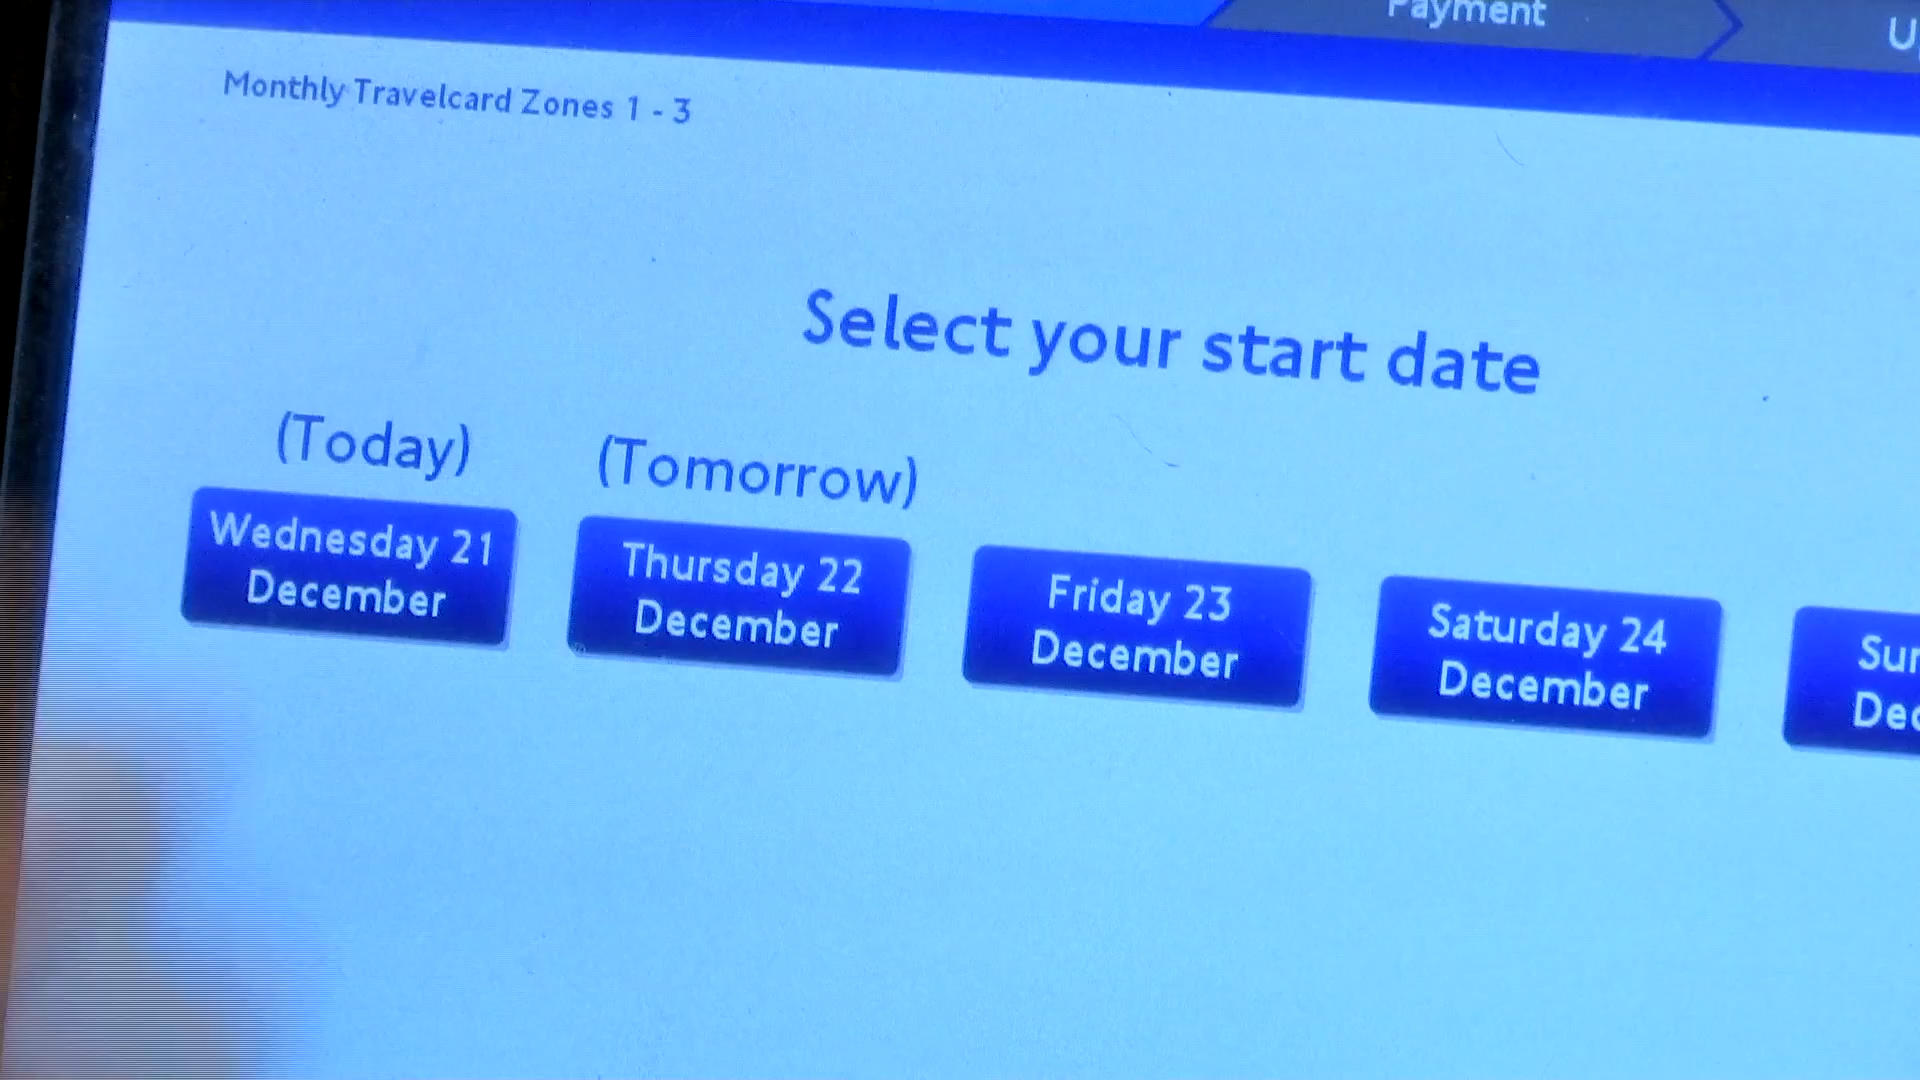 Payment
Monthly Travelcard Zones 1 - 3
Select your start date
(Today)
(Tomorrow)
Wednesday 21
December
Thursday 22
December
Friday 23
December
Saturday 24
December